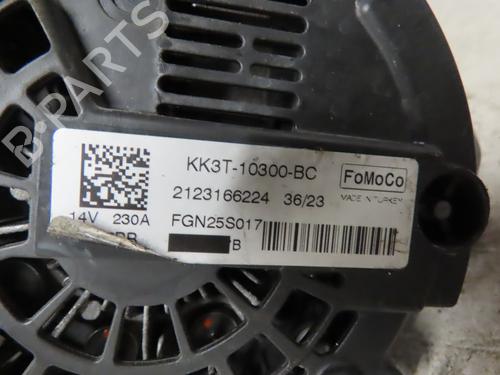 B-PARTS
KK3T-10300-BC
FoMoCo
2123166224 36/23
MADE IN TURKEY
14V 230A FGN25S017
B